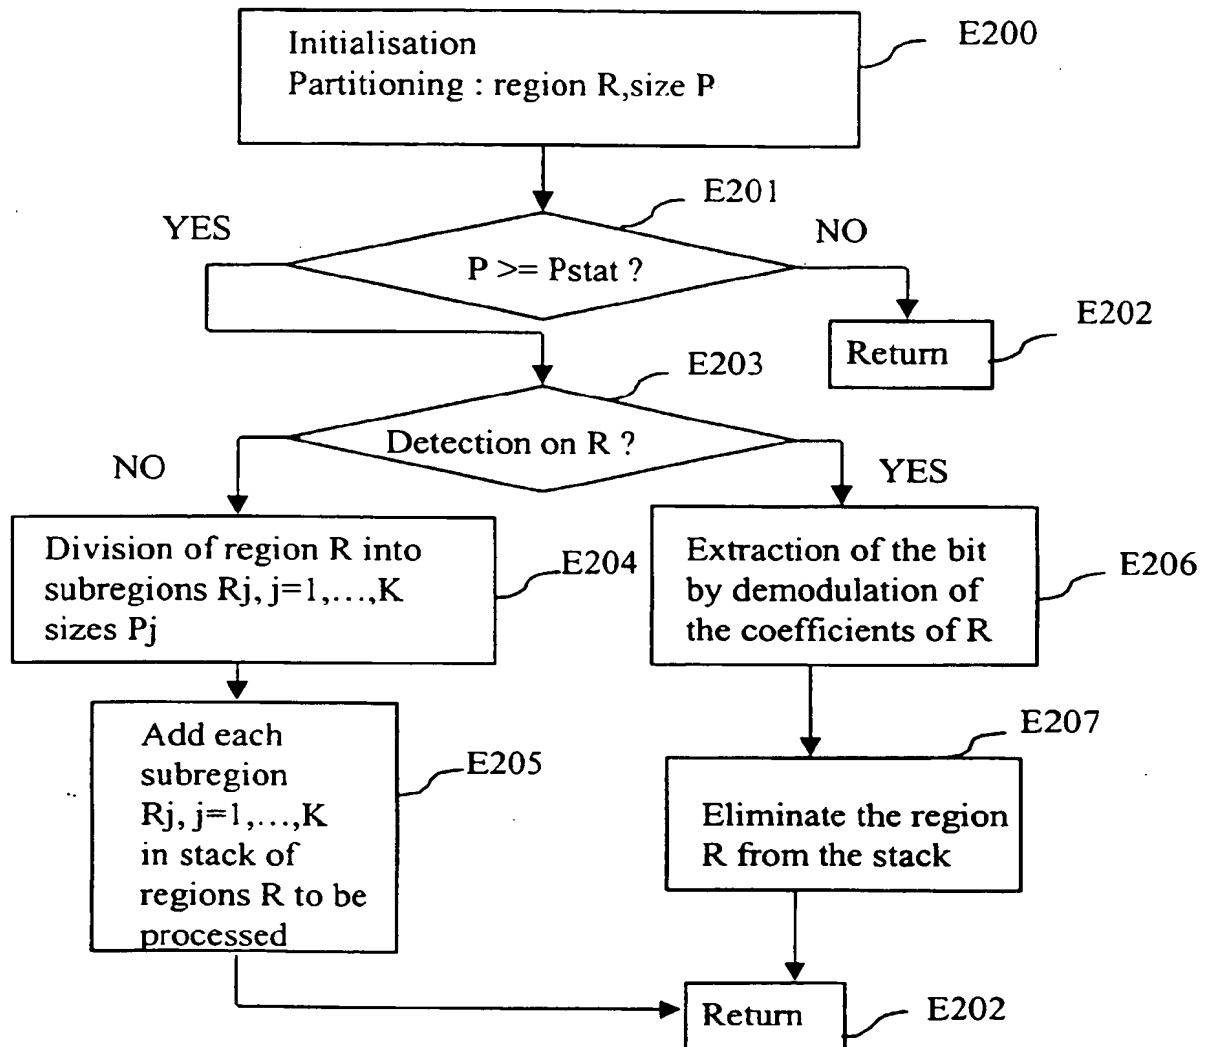 Initialisation
Partitioning : region R,size P
E200
E201
YES
NO
P >= Pstat ?
E202
Return
E203
Detection on R ?
NO
YES
Division of region R into
subregions Rj, j=1,...,K
sizes Pj
E204
Extraction of the bit
by demodulation of
the coefficients of R
E206
Add each
subregion
Rj, j=1,...,K
in stack of
regions R to be
processed
E205
E207
Eliminate the region
R from the stack
Return
E202